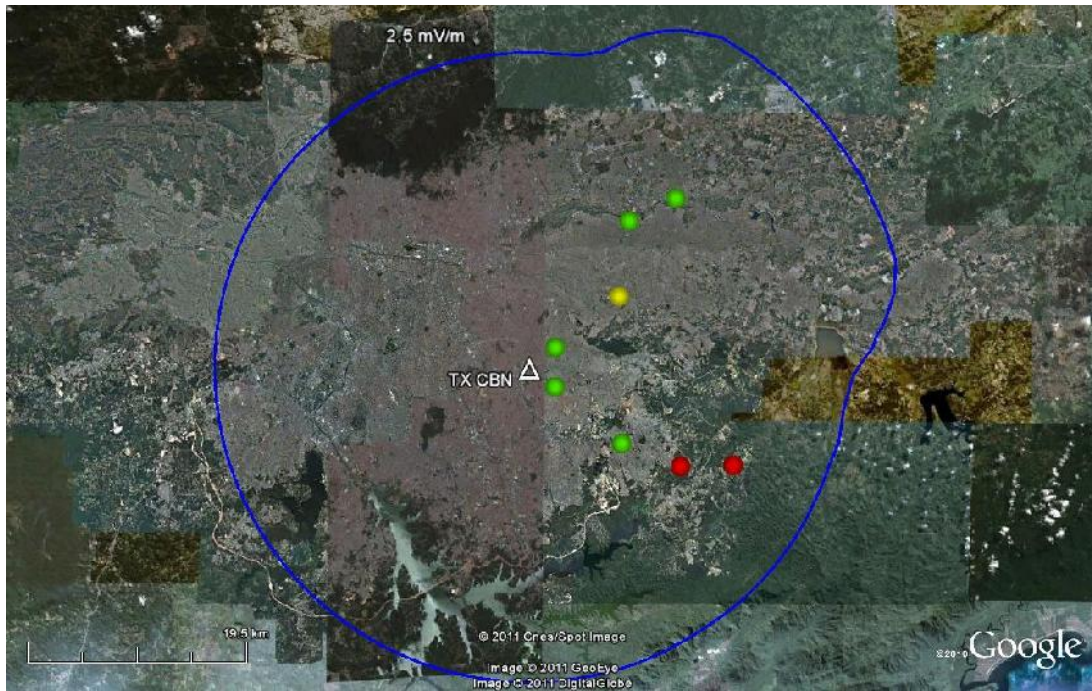 2,5 mV/m
TX CBN
19.5 km
© 2011 Cnes/Spot Image
Image © 2011 GeoEye
Image © 2011 DigitalGlobe
©2010 Google